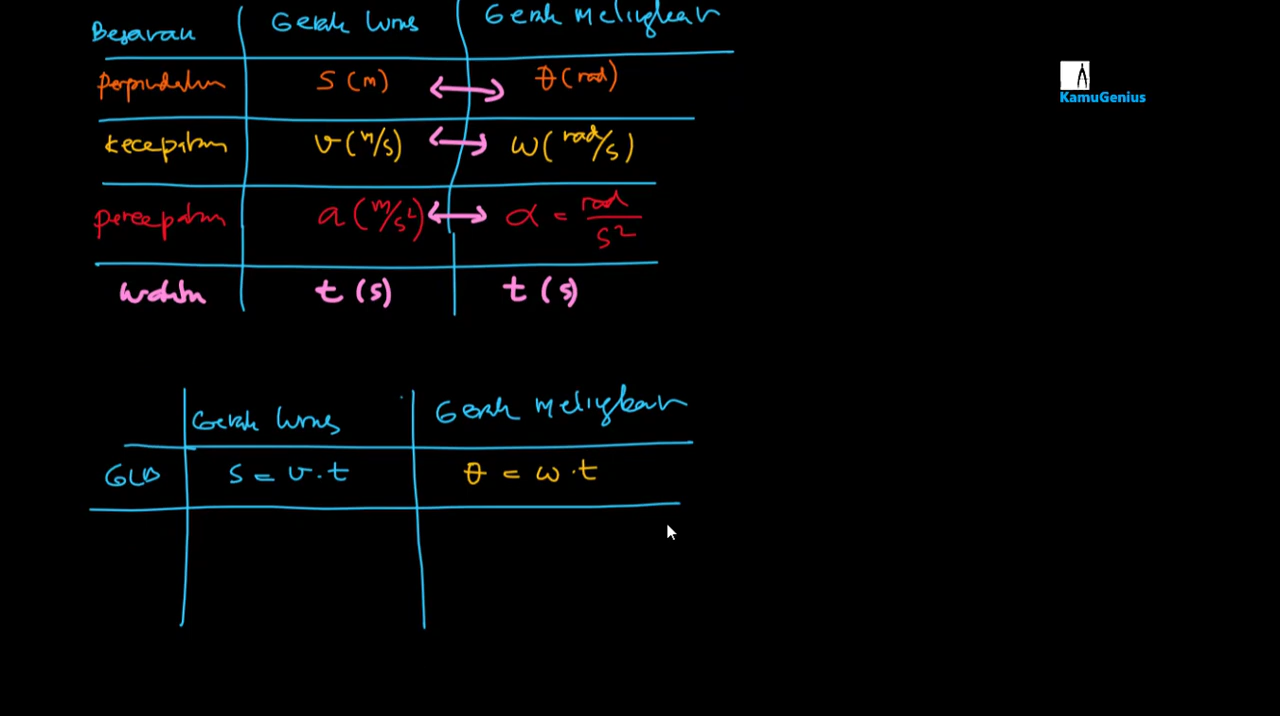 Besaran Gerak lurus Gerak Melingkar
Perpindahan S (m) θ (rad)
kecepatan v (m/s) ω (rad/s)
percepatan a (m/s²) α = rad/s²
waktu t (s) t (s)
KamuGenius
Gerak lurus Gerak Melingkar
GLB S = v . t θ = ω . t